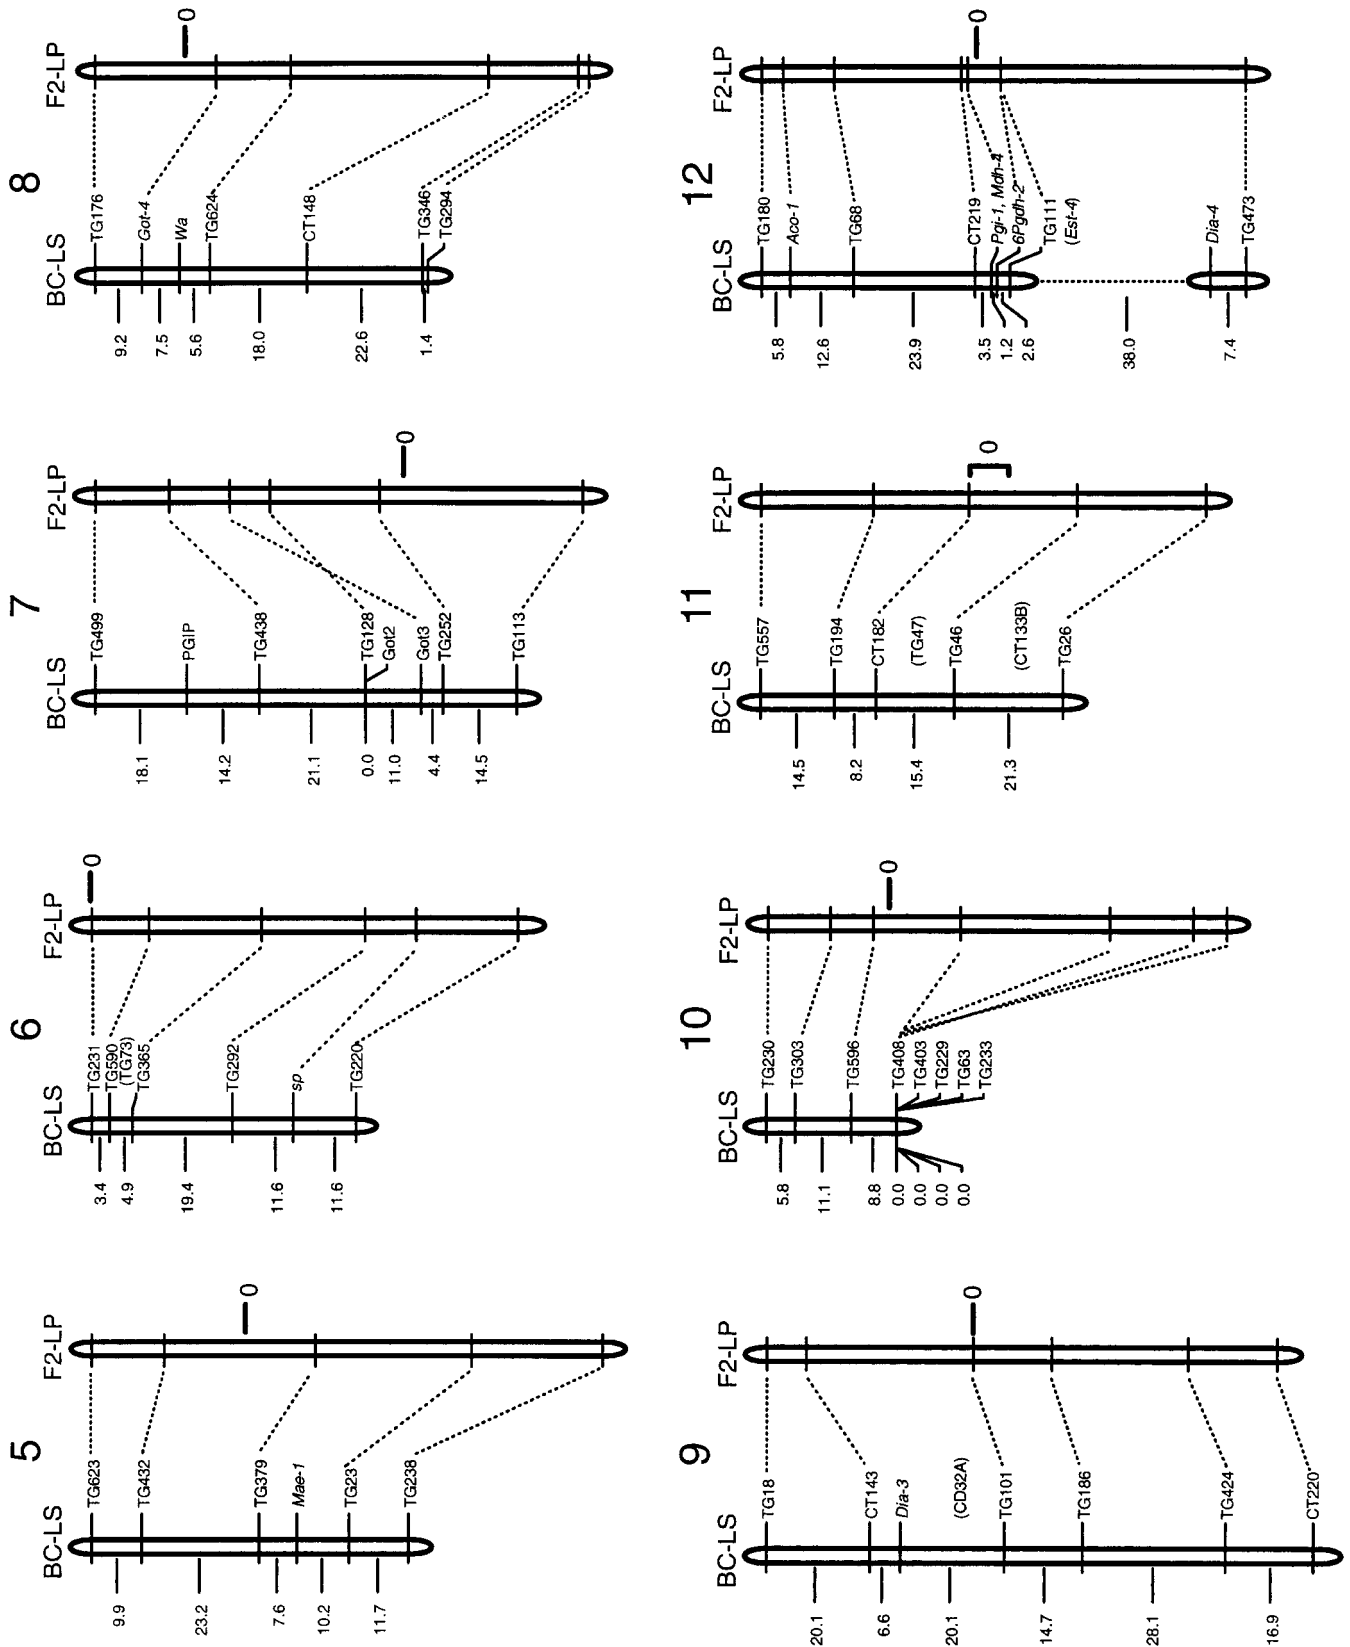 5
BC-LS
F2-LP
TG623
TG432
TG379
Mae-1
TG23
TG238
9.9
23.2
7.6
10.2
11.7
0
6
BC-LS
F2-LP
TG231
TG590
(TG73)
TG365
TG292
sp
TG220
3.4
4.9
19.4
11.6
11.6
0
7
BC-LS
F2-LP
TG499
PGIP
TG438
TG128
Got2
Got3
TG252
TG113
18.1
14.2
21.1
0.0
11.0
4.4
14.5
0
8
BC-LS
F2-LP
TG176
Got-4
Wa
TG624
CT148
TG346
TG294
9.2
7.5
5.6
18.0
22.6
1.4
0
9
BC-LS
F2-LP
TG18
CT143
Dia-3
(CD32A)
TG101
TG186
TG424
CT220
20.1
6.6
20.1
14.7
28.1
16.9
0
10
BC-LS
F2-LP
TG230
TG303
TG596
TG408
TG403
TG229
TG63
TG233
5.8
11.1
8.8
0.0
0.0
0.0
0.0
0
11
BC-LS
F2-LP
TG557
TG194
CT182
(TG47)
TG46
(CT133B)
TG26
14.5
8.2
15.4
21.3
0
12
BC-LS
F2-LP
TG180
Aco-1
TG68
CT219
Pgi-1, Mdh-4
6Pgdh-2
TG111
(Est-4)
Dia-4
TG473
5.8
12.6
23.9
3.5
1.2
2.6
38.0
7.4
0